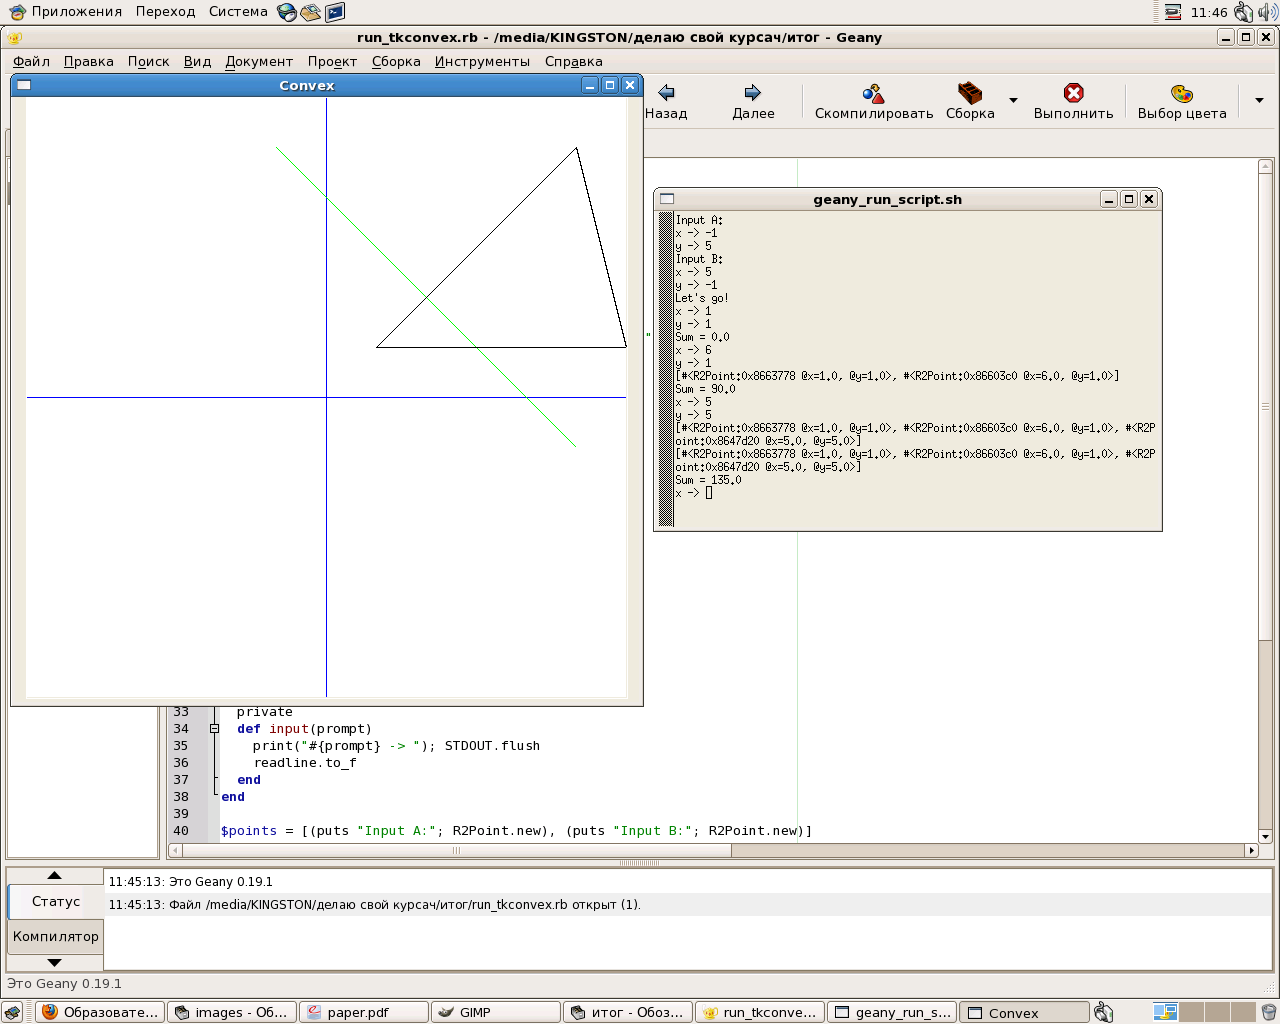 Приложения Переход Система 11:46
run_tkconvex.rb - /media/KINGSTON/делаю свой курсач/итог - Geany
Файл Правка Поиск Вид Документ Проект Сборка Инструменты Справка
Convex
Назад Далее Скомпилировать Сборка Выполнить Выбор цвета
geany_run_script.sh
Input A:
x -> -1
y -> 5
Input B:
x -> 5
y -> -1
Let's go!
x -> 1
y -> 1
Sum = 0.0
x -> 6
y -> 1
[#<R2Point:0x8663778 @x=1.0, @y=1.0>, #<R2Point:0x86603c0 @x=6.0, @y=1.0>]
Sum = 90.0
x -> 5
y -> 5
[#<R2Point:0x8663778 @x=1.0, @y=1.0>, #<R2Point:0x86603c0 @x=6.0, @y=1.0>, #<R2P
oint:0x8647d20 @x=5.0, @y=5.0>]
[#<R2Point:0x8663778 @x=1.0, @y=1.0>, #<R2Point:0x86603c0 @x=6.0, @y=1.0>, #<R2P
oint:0x8647d20 @x=5.0, @y=5.0>]
Sum = 135.0
x ->
"
33 private
34 def input(prompt)
35 print("#{prompt} -> "); STDOUT.flush
36 readline.to_f
37 end
38 end
39
40 $points = [(puts "Input A:"; R2Point.new), (puts "Input B:"; R2Point.new)]
Статус
Компилятор
11:45:13: Это Geany 0.19.1
11:45:13: Файл /media/KINGSTON/делаю свой курсач/итог/run_tkconvex.rb открыт (1).
Это Geany 0.19.1
Образовате... images - Об... paper.pdf GIMP итог - Обоз... run_tkconve... geany_run_s... Convex